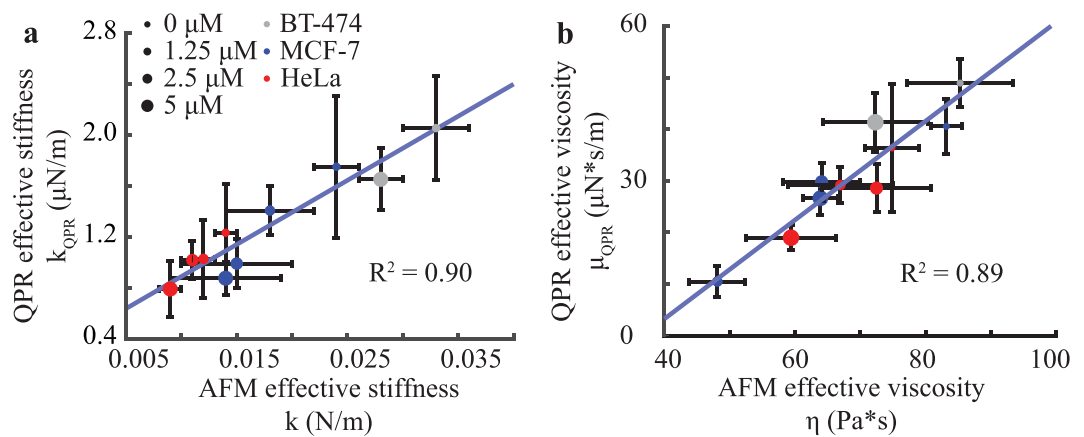 a
0 μM
BT-474
1.25 μM
MCF-7
2.5 μM
HeLa
5 μM
2.8
2.0
1.2
0.4
QPR effective stiffness
k_QPR (μN/m)
R² = 0.90
0.005
0.015
0.025
0.035
AFM effective stiffness
k (N/m)
b
60
30
0
QPR effective viscosity
μ_QPR (μN*s/m)
R² = 0.89
40
60
80
100
AFM effective viscosity
η (Pa*s)